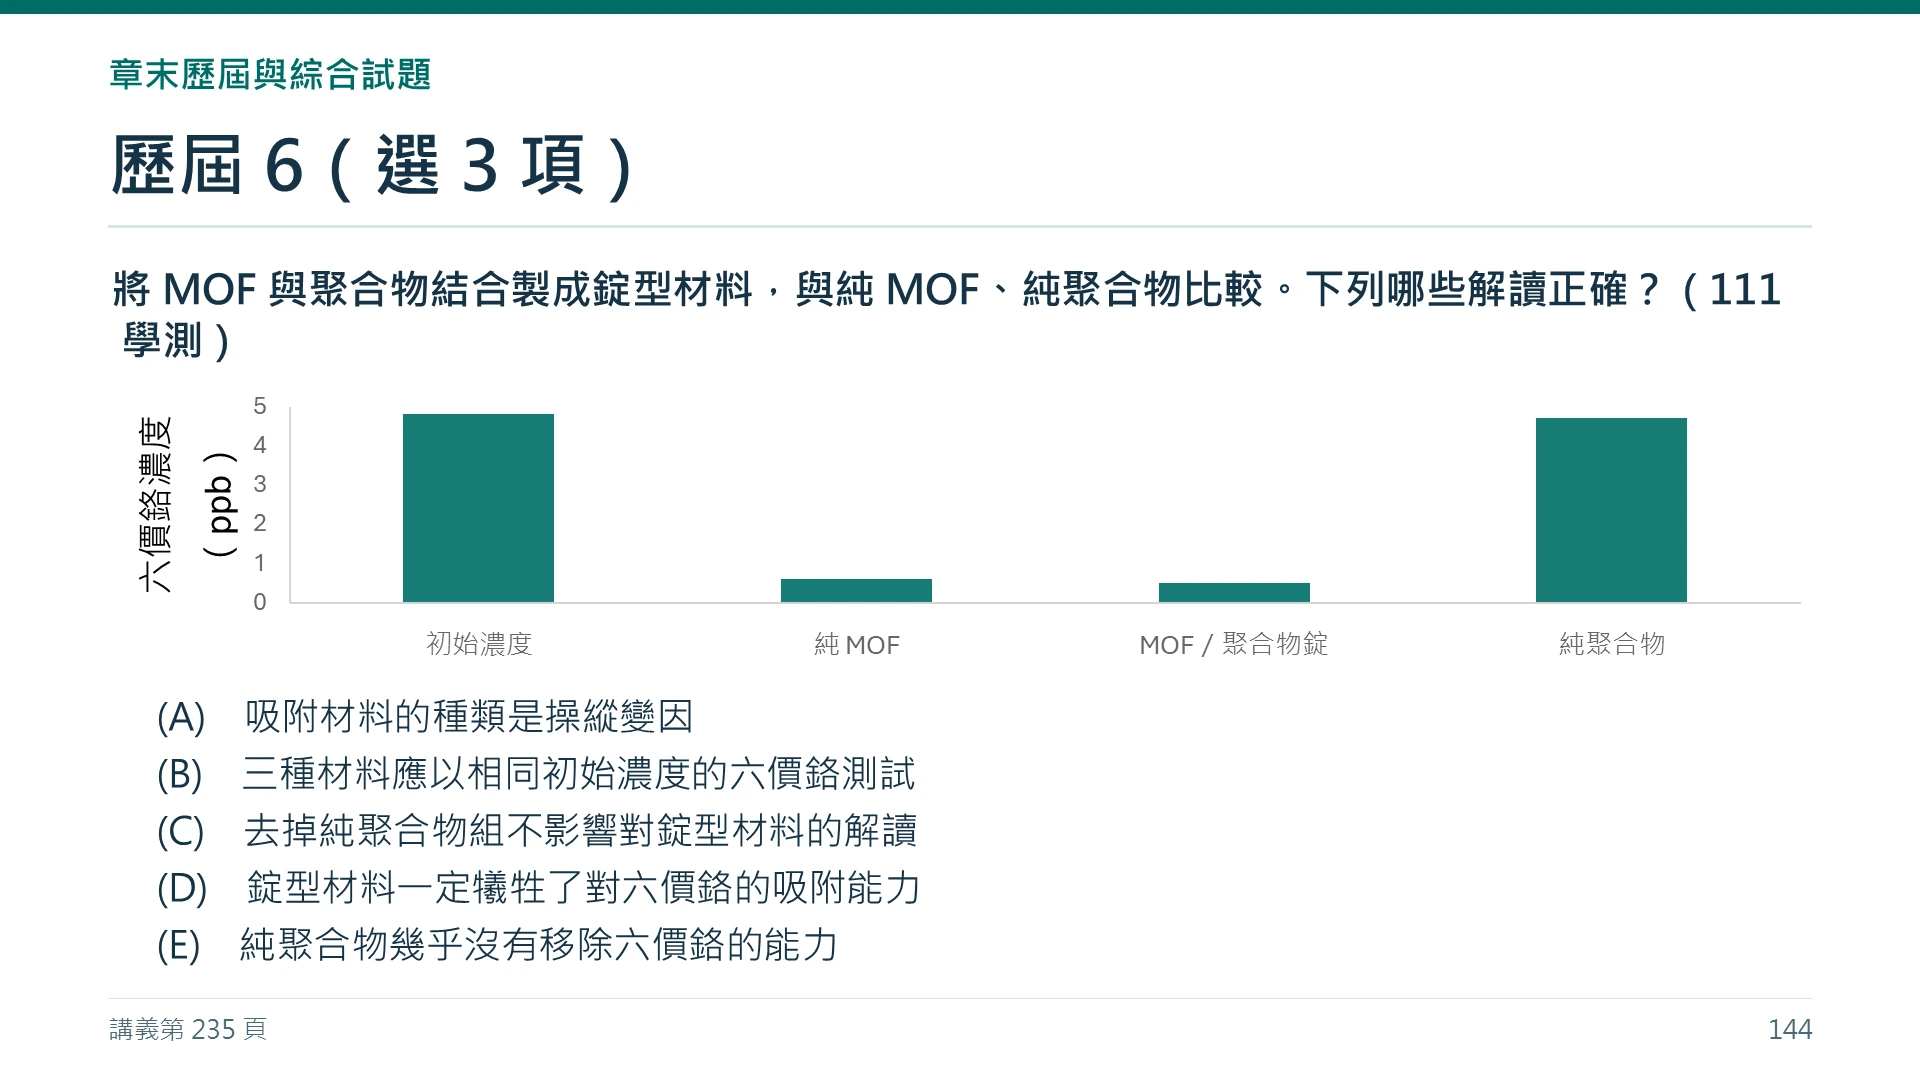 章末歷屆與綜合試題
歷屆 6（選 3 項）
將 MOF 與聚合物結合製成錠型材料，與純 MOF、純聚合物比較。下列哪些解讀正確？（111
學測）
六價鉻濃度
（ppb）
5
4
3
2
1
0
初始濃度
純 MOF
MOF／聚合物錠
純聚合物
(A) 吸附材料的種類是操縱變因
(B) 三種材料應以相同初始濃度的六價鉻測試
(C) 去掉純聚合物組不影響對錠型材料的解讀
(D) 錠型材料一定犧牲了對六價鉻的吸附能力
(E) 純聚合物幾乎沒有移除六價鉻的能力
講義第 235 頁
144